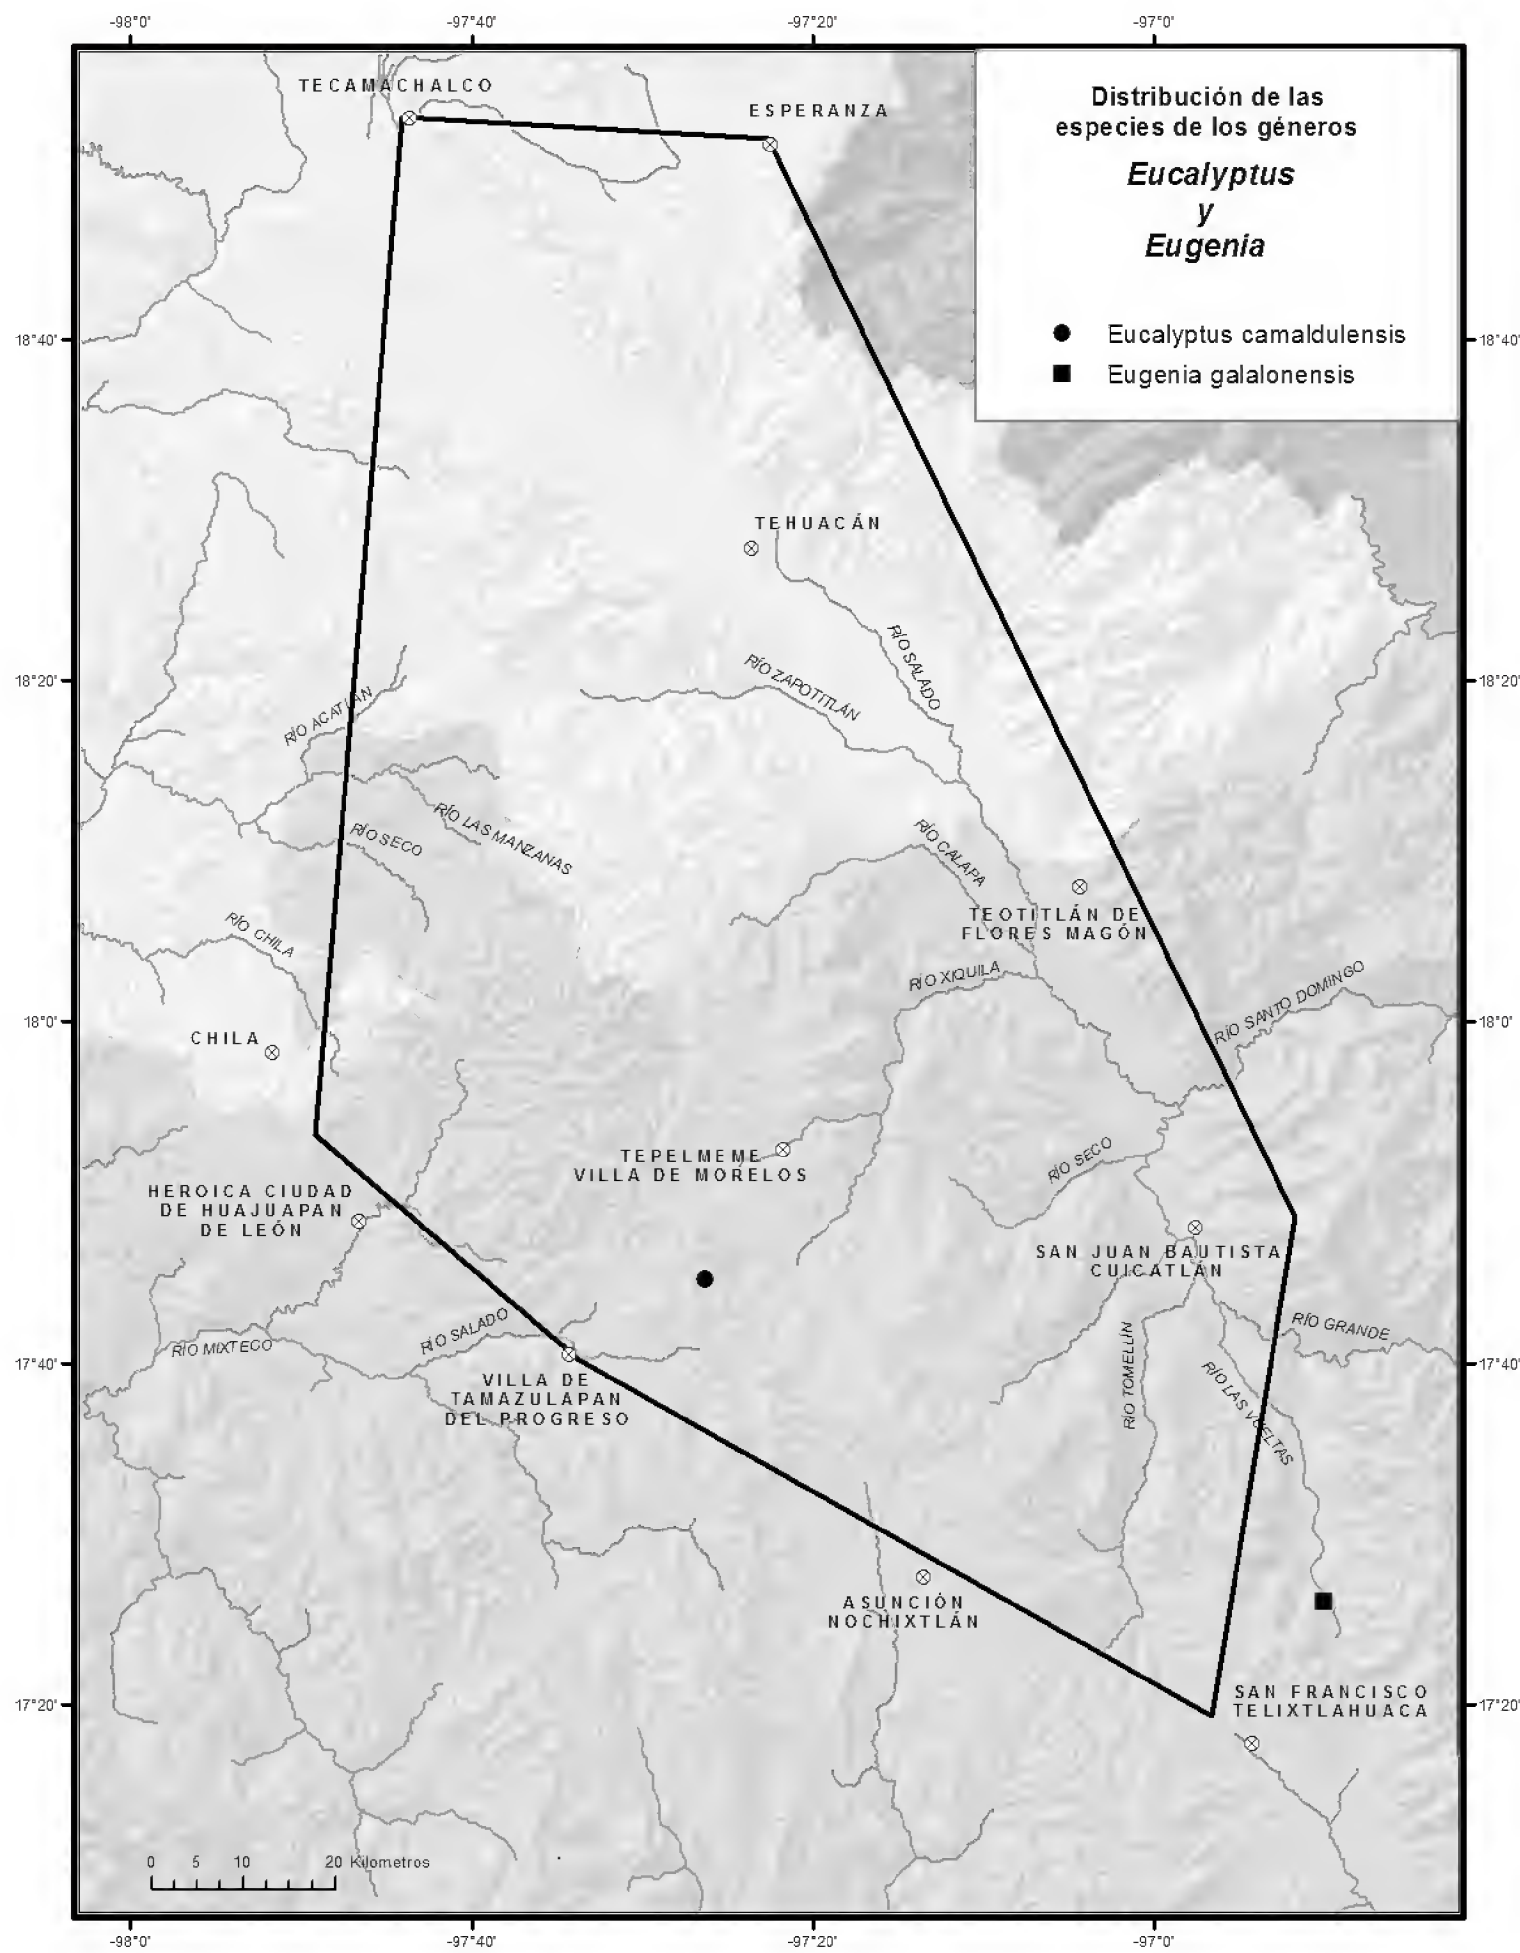 -98°0'
-97°40'
-97°20'
-97°0'
TECAMACHALCO
ESPERANZA
Distribución de las
especies de los géneros
Eucalyptus
y
Eugenia
Eucalyptus camaldulensis
Eugenia galalonensis
18°40'
18°40'
TEHUACÁN
RÍO SALADO
RÍO ZAPOTITLÁN
18°20'
18°20'
RÍO ACATLÁN
RÍO LAS MANZANAS
RÍO SECO
RÍO CALAPA
TEOTITLÁN DE
FLORES MAGÓN
RÍO CHILA
RÍO XIQUILA
RÍO SANTO DOMINGO
18°0'
18°0'
CHILA
TEPELMEME
VILLA DE MORELOS
RÍO SECO
HEROICA CIUDAD
DE HUAJUAPAN
DE LEÓN
SAN JUAN BAUTISTA
CUICATLÁN
RÍO GRANDE
RÍO SALADO
RÍO MIXTECO
17°40'
17°40'
RÍO TOMELLÍN
RÍO LAS VUELTAS
VILLA DE
TAMAZULAPAN
DEL PROGRESO
ASUNCIÓN
NOCHIXTLÁN
17°20'
17°20'
SAN FRANCISCO
TELIXTLAHUACA
0 5 10 20 Kilometros
-98°0'
-97°40'
-97°20'
-97°0'